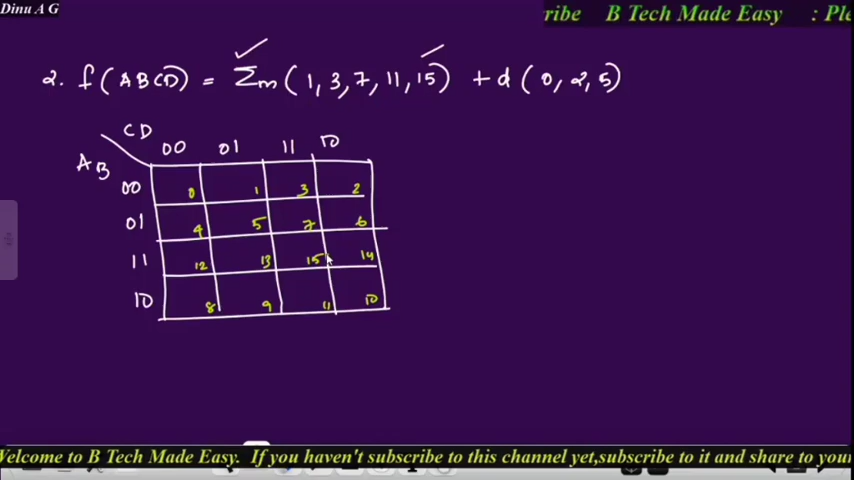 Dinu A G
ribe B Tech Made Easy : Ple
2. f(ABCD) = Σm(1,3,7,11,15) + d(0,2,5)
CD
00 01 11 10
AB
00 0 1 3 2
01 4 5 7 6
11 12 13 15 14
10 8 9 11 10
Welcome to B Tech Made Easy. If you haven't subscribe to this channel yet,subscribe to it and share to your